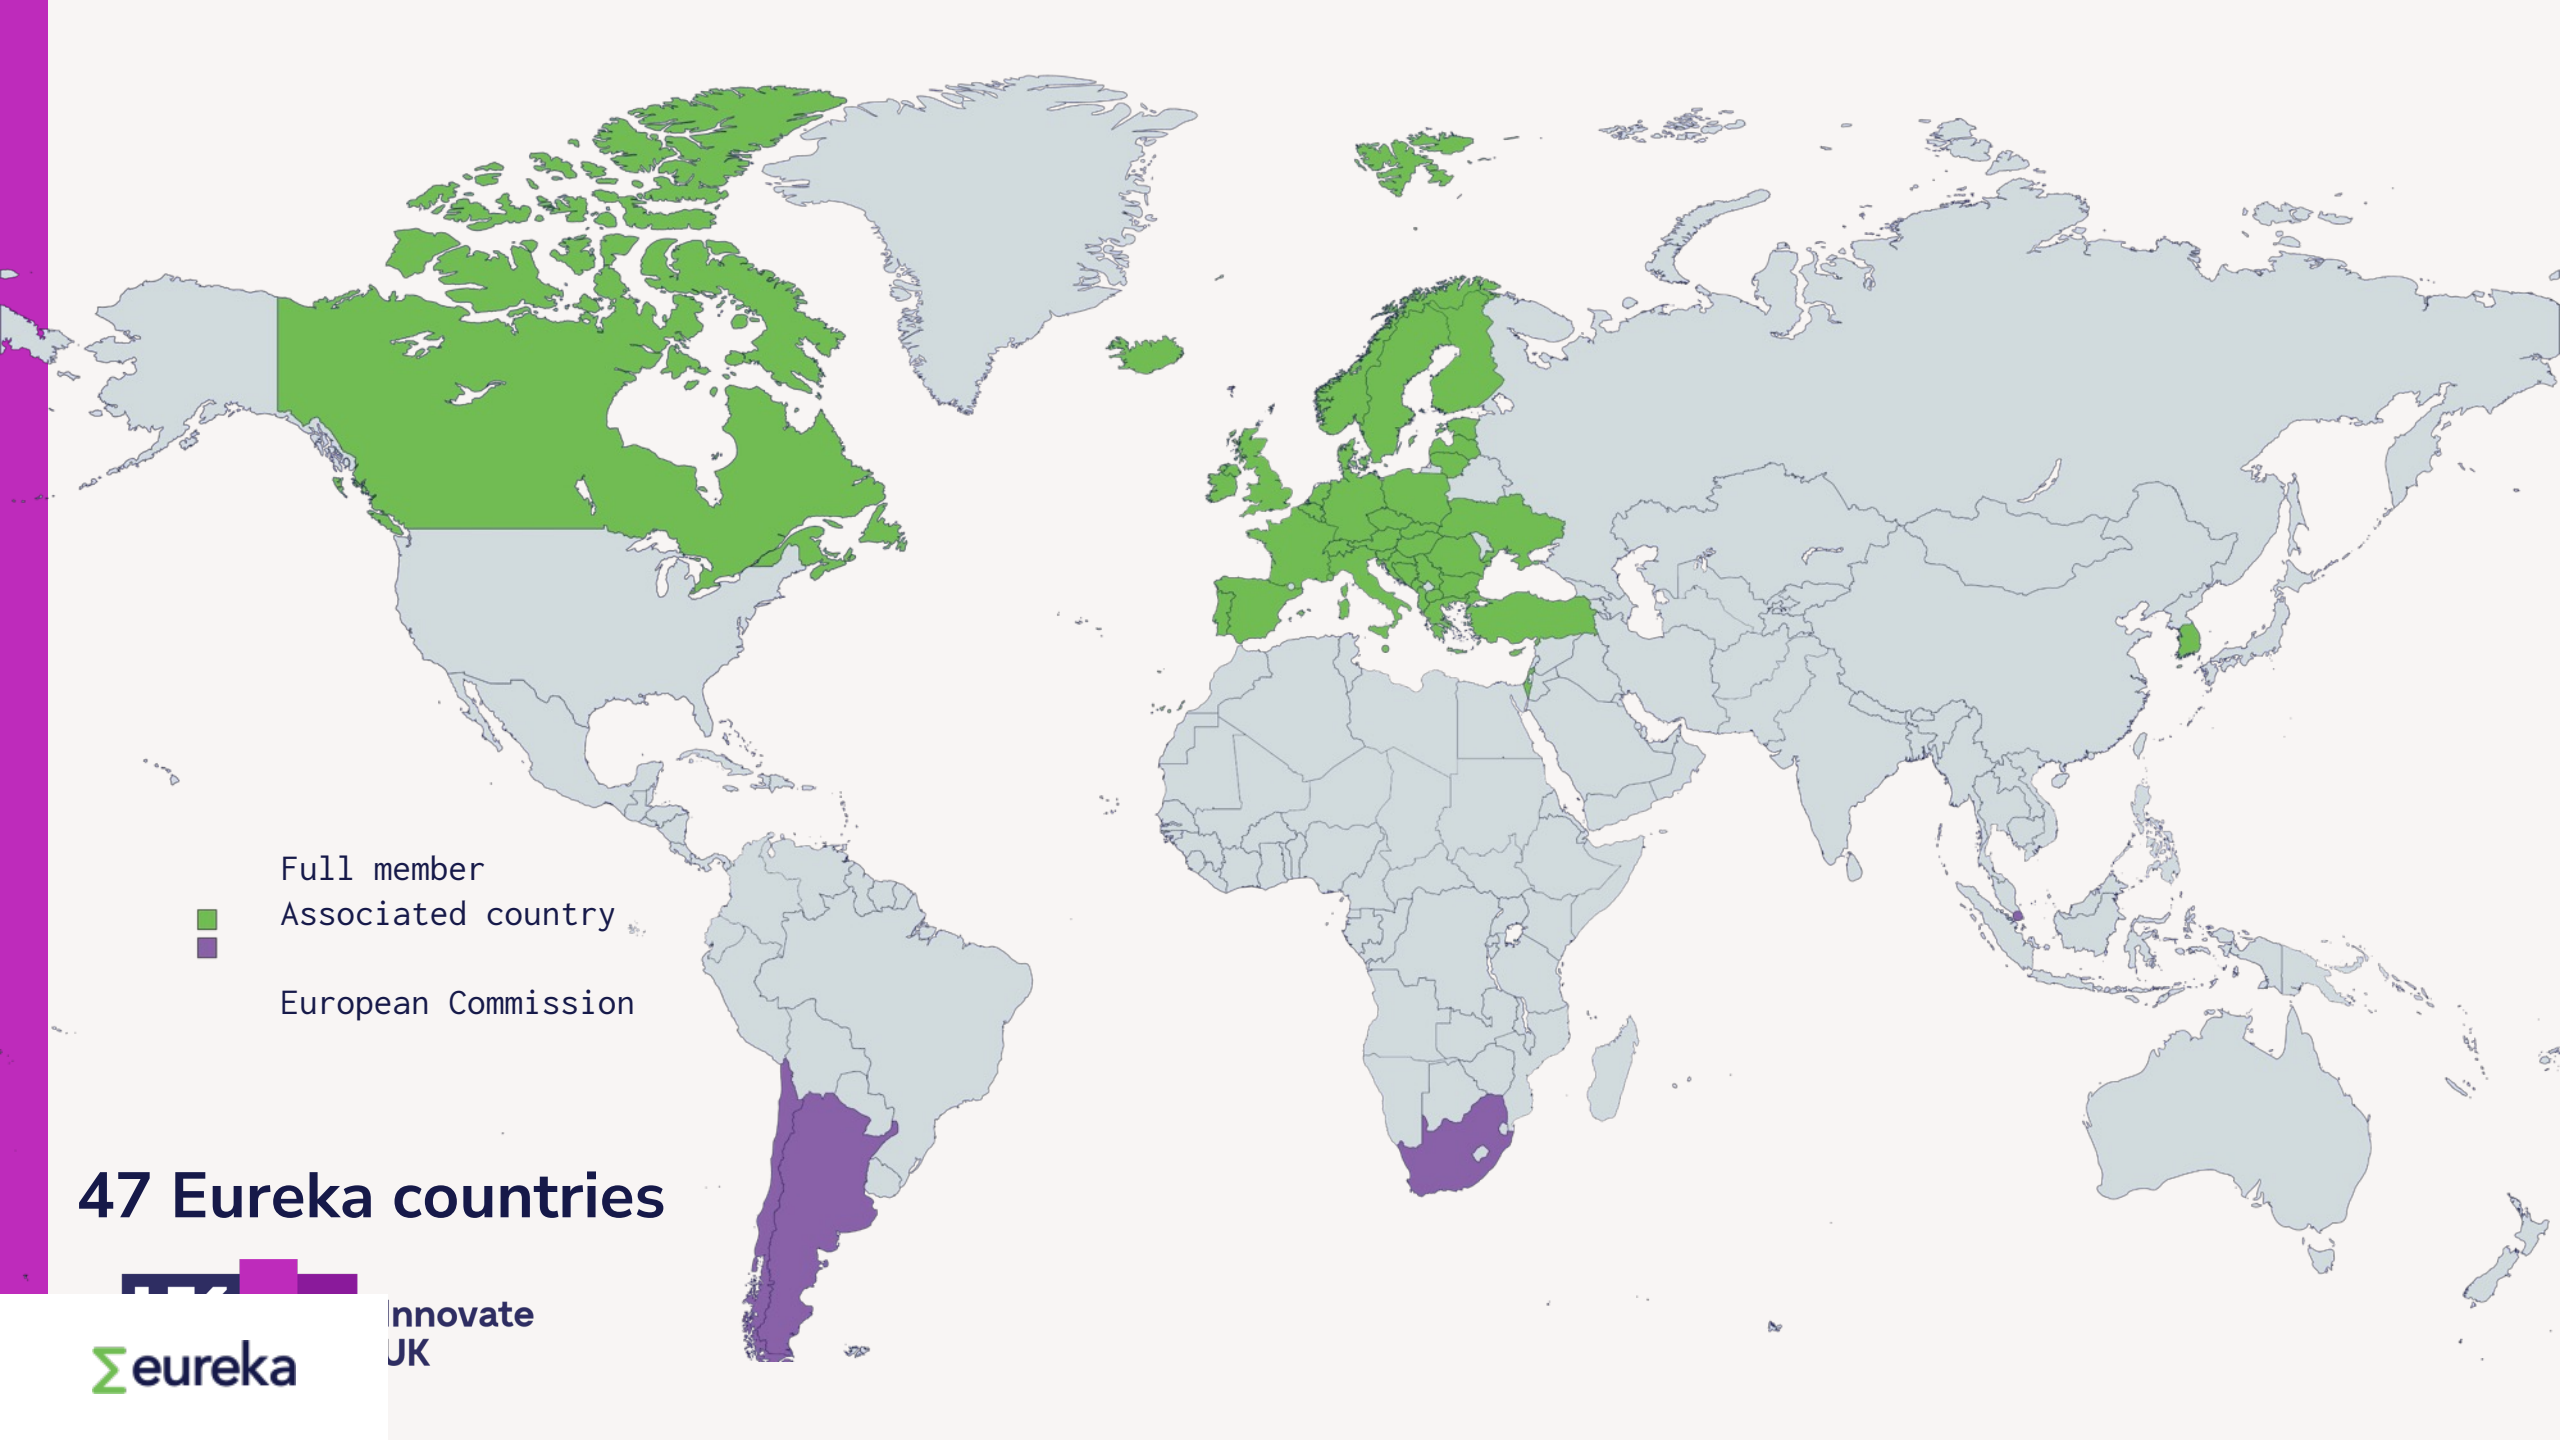 Full member
Associated country
European Commission
47 Eureka countries
nnovate
UK
eureka